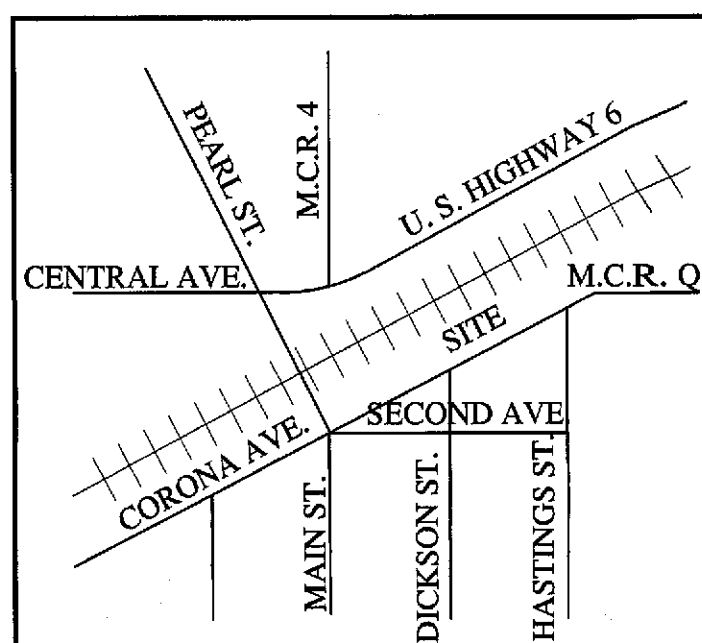 PEARL ST.
M.C.R. 4
U. S. HIGHWAY 6
CENTRAL AVE.
M.C.R. Q
SITE
SECOND AVE
CORONA AVE.
MAIN ST.
DICKSON ST.
HASTINGS ST.